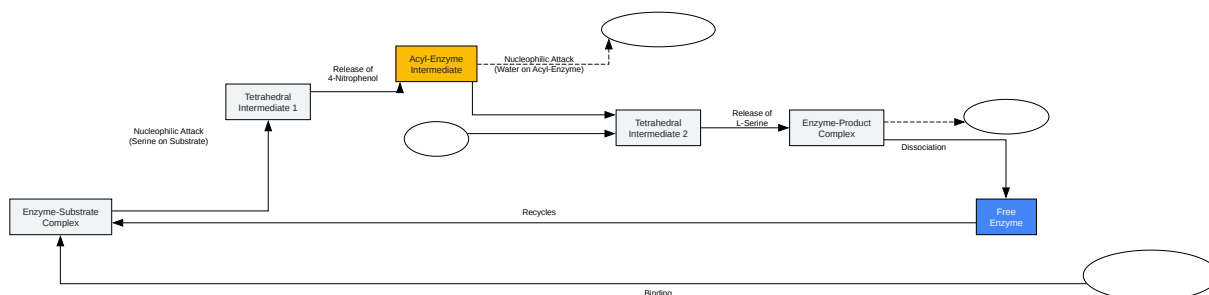 Acyl-Enzyme
Intermediate
Nucleophilic Attack
(Water on Acyl-Enzyme)
Release of
4-Nitrophenol
Tetrahedral
Intermediate 1
Nucleophilic Attack
(Serine on Substrate)
Tetrahedral
Intermediate 2
Release of
L-Serine
Enzyme-Product
Complex
Dissociation
Enzyme-Substrate
Complex
Recycles
Free
Enzyme
Binding